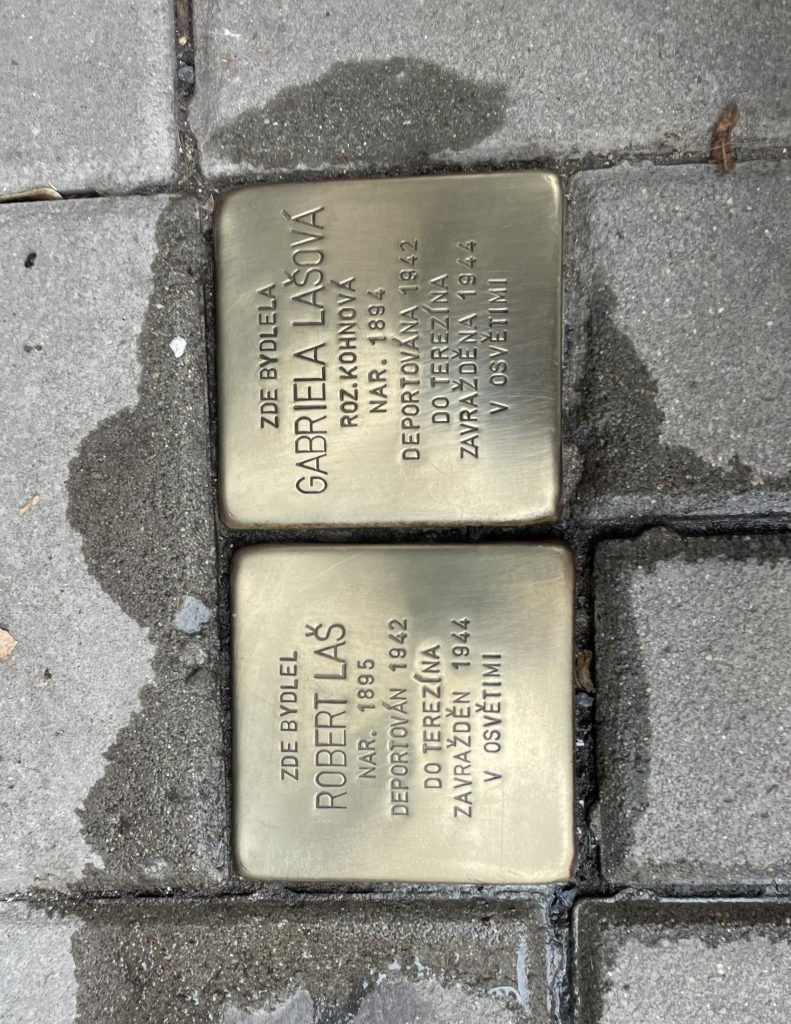 ZDE BYDLEL
ROBERT LAŠ
NAR. 1895
DEPORTOVÁN 1942
DO TEREZÍNA
ZAVRAŽDĚN 1944
V OSVĚTIMI
ZDE BYDLELA
GABRIELA LAŠOVÁ
ROZ.KOHNOVÁ
NAR. 1894
DEPORTOVÁNA 1942
DO TEREZÍNA
ZAVRAŽDĚNA 1944
V OSVĚTIMI